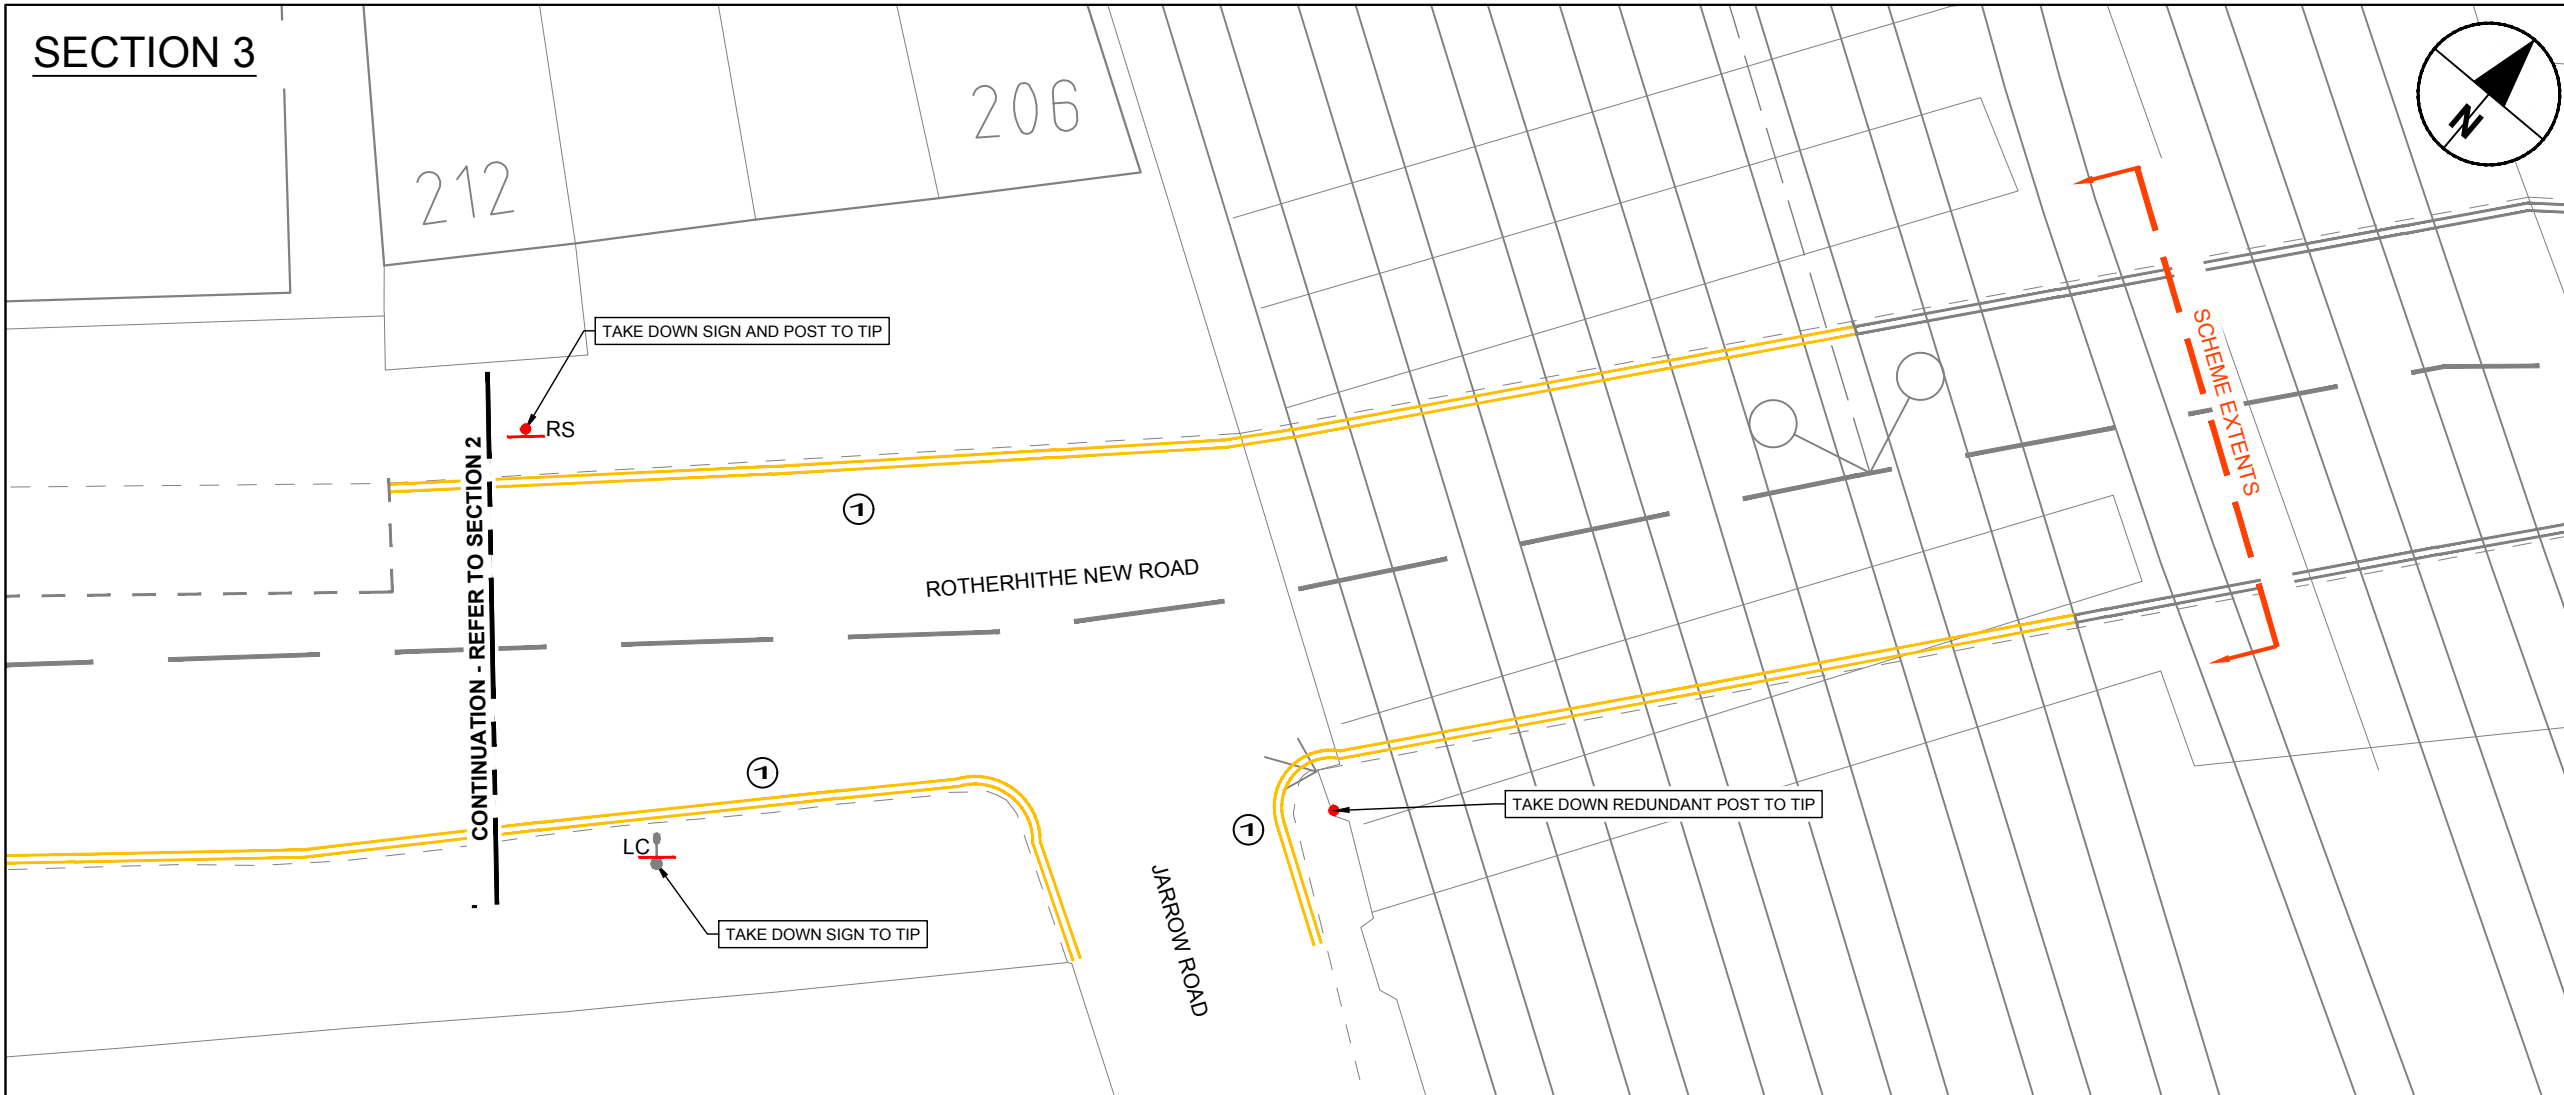 SECTION 3
212
206
N
TAKE DOWN SIGN AND POST TO TIP
RS
CONTINUATION - REFER TO SECTION 2
1
ROTHERHITHE NEW ROAD
SCHEME EXTENTS
1
LC
TAKE DOWN SIGN TO TIP
1
TAKE DOWN REDUNDANT POST TO TIP
JARROW ROAD